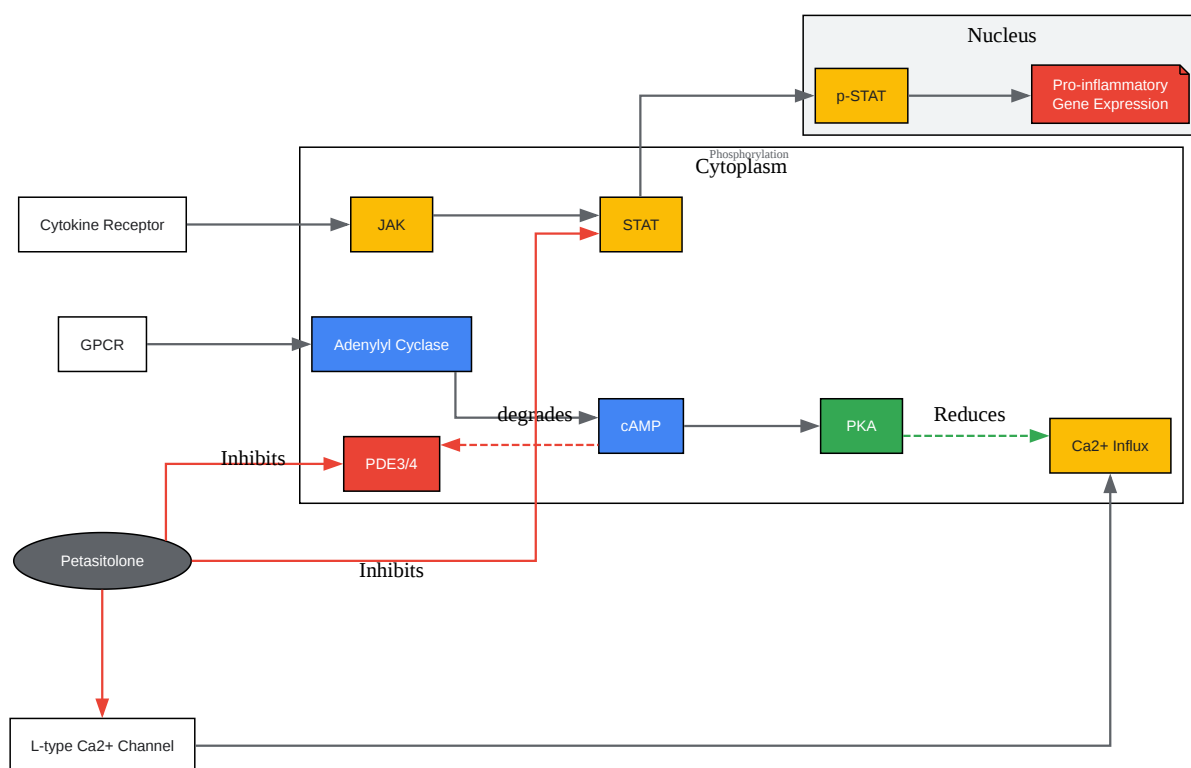 Nucleus
p-STAT
Pro-inflammatory
Gene Expression
Phosphorylation
Cytoplasm
Cytokine Receptor
JAK
STAT
GPCR
Adenylyl Cyclase
degrades
cAMP
PKA
Reduces
Ca2+ Influx
Inhibits
PDE3/4
Petasitolone
Inhibits
L-type Ca2+ Channel